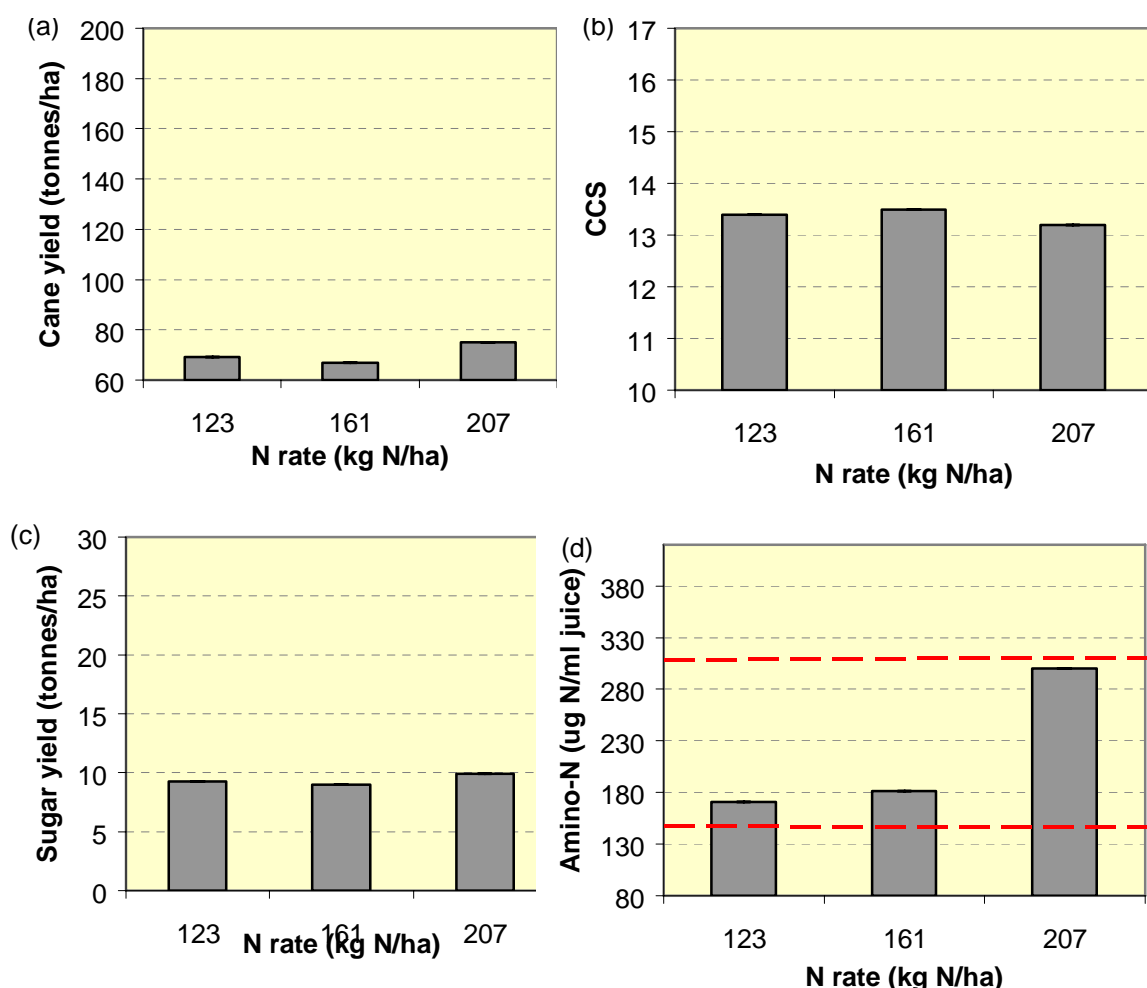 (a)
Cane yield (tonnes/ha)
200
180
160
140
120
100
80
60
123 161 207
N rate (kg N/ha)
(b)
CCS
17
16
15
14
13
12
11
10
123 161 207
N rate (kg N/ha)
(c)
Sugar yield (tonnes/ha)
30
25
20
15
10
5
0
123 161 207
N rate (kg N/ha)
(d)
Amino-N (ug N/ml juice)
380
330
280
230
180
130
80
123 161 207
N rate (kg N/ha)